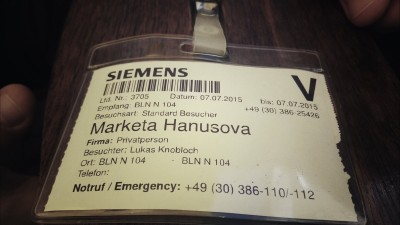 SIEMENS
V
Lfd. Nr.: 3705 Datum: 07.07.2015 bis: 07.07.2015
Empfang: BLN N 104 +49 (30) 386-25426
Besuchsart: Standard Besucher
Marketa Hanusova
Firma: Privatperson
Besuchter: Lukas Knobloch
Ort: BLN N 104 - BLN N 104
Telefon:
Notruf / Emergency: +49 (30) 386-110/-112